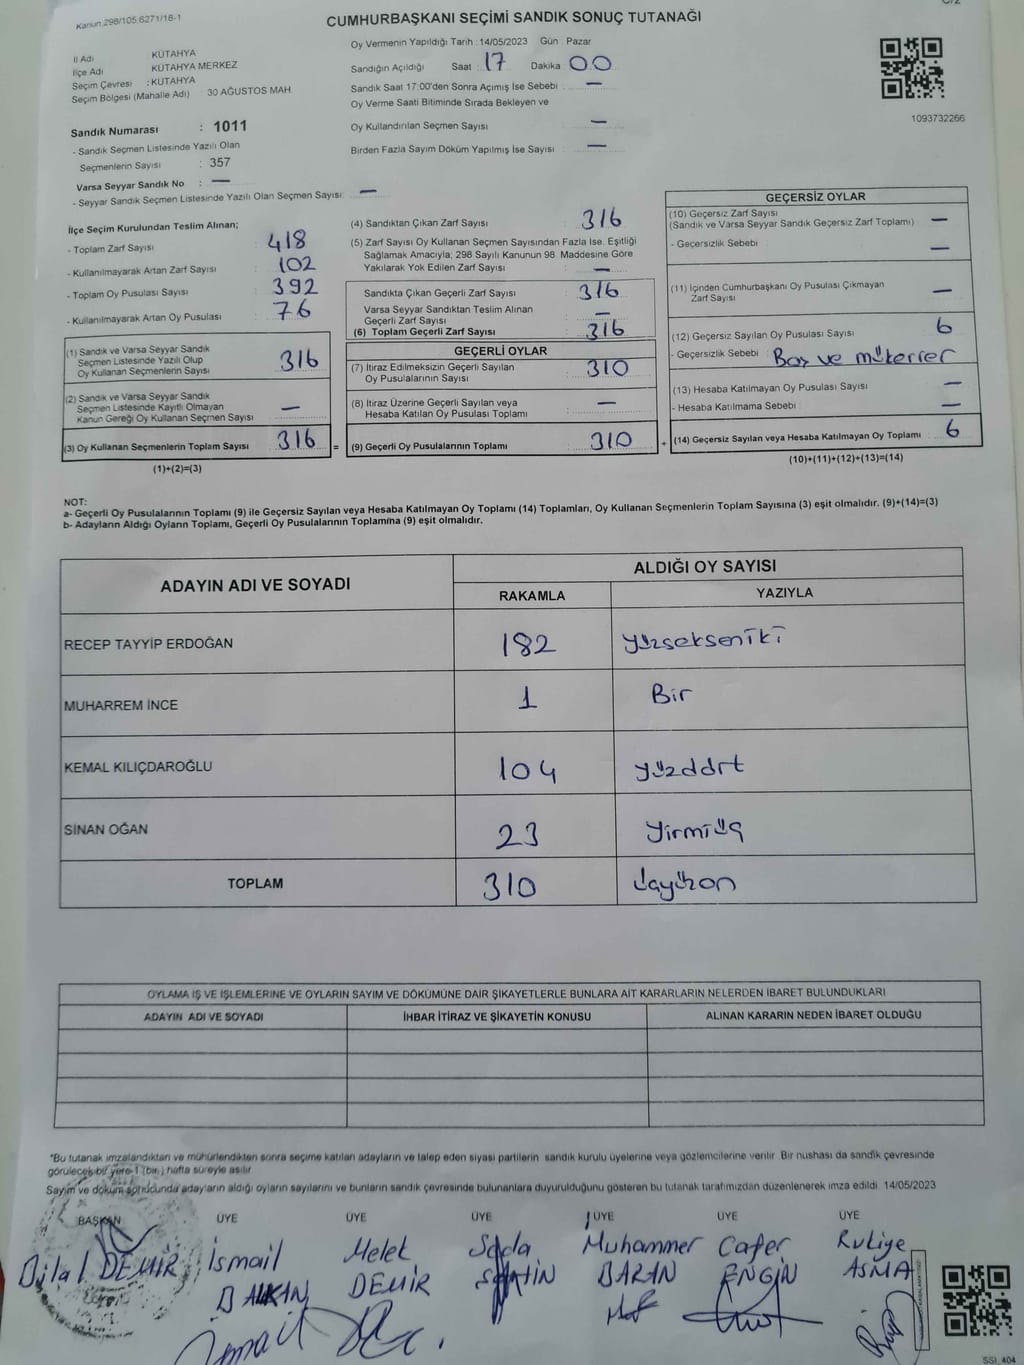 Kanun:298/105.6271/18-1
CUMHURBAŞKANI SEÇİMİ SANDIK SONUÇ TUTANAĞI
C/2
İl Adı KÜTAHYA
İlçe Adı KÜTAHYA MERKEZ
Seçim Çevresi : KÜTAHYA
Seçim Bölgesi (Mahalle Adı) 30 AĞUSTOS MAH
Sandık Numarası : 1011
- Sandık Seçmen Listesinde Yazılı Olan
Seçmenlerin Sayısı : 357
Varsa Seyyar Sandık No : —
- Seyyar Sandık Seçmen Listesinde Yazılı Olan Seçmen Sayısı: —
Oy Vermenin Yapıldığı Tarih :14/05/2023 Gün Pazar
Sandığın Açıldığı Saat : 17 Dakika 00
Sandık Saat 17:00'den Sonra Açımış İse Sebebi : —
Oy Verme Saati Bitiminde Sırada Bekleyen ve
Oy Kullandırılan Seçmen Sayısı —
Birden Fazla Sayım Döküm Yapılmış İse Sayısı : —
1093732266
İlçe Seçim Kurulundan Teslim Alınan;
- Toplam Zarf Sayısı : 418
- Kullanılmayarak Artan Zarf Sayısı : 102
- Toplam Oy Pusulası Sayısı : 392
- Kullanılmayarak Artan Oy Pusulası : 76
(1) Sandık ve Varsa Seyyar Sandık
Seçmen Listesinde Yazılı Olup
Oy Kullanan Seçmenlerin Sayısı : 316
(2) Sandık ve Varsa Seyyar Sandık
Seçmen Listesinde Kayıtlı Olmayan
Kanun Gereği Oy Kullanan Seçmen Sayısı : —
(3) Oy Kullanan Seçmenlerin Toplam Sayısı : 316 =
(1)+(2)=(3)
(4) Sandıktan Çıkan Zarf Sayısı : 316
(5) Zarf Sayısı Oy Kullanan Seçmen Sayısından Fazla İse, Eşitliği
Sağlamak Amacıyla; 298 Sayılı Kanunun 98. Maddesine Göre
Yakılarak Yok Edilen Zarf Sayısı : —
Sandıkta Çıkan Geçerli Zarf Sayısı : 316
Varsa Seyyar Sandıktan Teslim Alınan
Geçerli Zarf Sayısı : —
(6) Toplam Geçerli Zarf Sayısı : 316
GEÇERLİ OYLAR
(7) İtiraz Edilmeksizin Geçerli Sayılan
Oy Pusulalarının Sayısı : 310
(8) İtiraz Üzerine Geçerli Sayılan veya
Hesaba Katılan Oy Pusulası Toplamı : —
(9) Geçerli Oy Pusulalarının Toplamı : 310 +
GEÇERSİZ OYLAR
(10) Geçersiz Zarf Sayısı
(Sandık ve Varsa Seyyar Sandık Geçersiz Zarf Toplamı) : —
- Geçersizlik Sebebi : —
(11) İçinden Cumhurbaşkanı Oy Pusulası Çıkmayan
Zarf Sayısı : —
(12) Geçersiz Sayılan Oy Pusulası Sayısı : 6
- Geçersizlik Sebebi : Boş ve mükerrer
(13) Hesaba Katılmayan Oy Pusulası Sayısı : —
- Hesaba Katılmama Sebebi : —
(14) Geçersiz Sayılan veya Hesaba Katılmayan Oy Toplamı : 6
(10)+(11)+(12)+(13)=(14)
NOT:
a- Geçerli Oy Pusulalarının Toplamı (9) ile Geçersiz Sayılan veya Hesaba Katılmayan Oy Toplamı (14) Toplamları, Oy Kullanan Seçmenlerin Toplam Sayısına (3) eşit olmalıdır. (9)+(14)=(3)
b- Adayların Aldığı Oyların Toplamı, Geçerli Oy Pusulalarının Toplamına (9) eşit olmalıdır.
ADAYIN ADI VE SOYADI ALDIĞI OY SAYISI
RAKAMLA YAZIYLA
RECEP TAYYİP ERDOĞAN 182 Yüzsekseniki
MUHARREM İNCE 1 Bir
KEMAL KILIÇDAROĞLU 104 yüzdört
SİNAN OĞAN 23 Yirmiüç
TOPLAM 310 üçyüzon
OYLAMA İŞ VE İŞLEMLERİNE VE OYLARIN SAYIM VE DÖKÜMÜNE DAİR ŞİKAYETLERLE BUNLARA AİT KARARLARIN NELERDEN İBARET BULUNDUKLARI
ADAYIN ADI VE SOYADI İHBAR İTİRAZ VE ŞİKAYETİN KONUSU ALINAN KARARIN NEDEN İBARET OLDUĞU
*Bu tutanak imzalandıktan ve mühürlendikten sonra seçime katılan adayların ve talep eden siyasi partilerin sandık kurulu üyelerine veya gözlemcilerine verilir. Bir nushası da sandık çevresinde
görülecek bir yere 1 (bir) hafta süreyle asılır
Sayım ve döküm sonucunda adayların aldığı oyların sayılarını ve bunların sandık çevresinde bulunanlara duyurulduğunu gösteren bu tutanak tarafımızdan düzenlenerek imza edildi. 14/05/2023
BAŞKAN ÜYE ÜYE ÜYE ÜYE ÜYE ÜYE
Bilal DEMİR İsmail Melek Seda Muhammer Cafer Rukiye
BALKAN DEMİR BARAN ENGİN ASMA
İsmail
SSİ 404